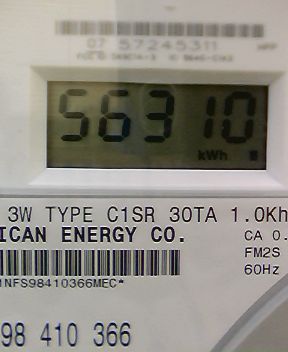 07 57245311
56310
kWh
3W TYPE C1SR 30TA 1.0Kh
ICAN ENERGY CO.
CA 0.
FM2S
60Hz
NFS98410366MEC*
98 410 366